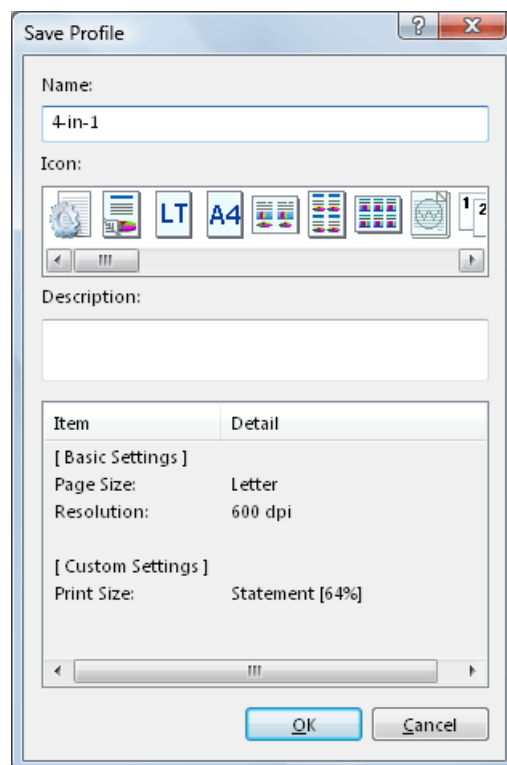 Save Profile
Name:
4-in-1
Icon:
LT A4 1 2
Description:
Item Detail
[ Basic Settings ]
Page Size: Letter
Resolution: 600 dpi
[ Custom Settings ]
Print Size: Statement [64%]
OK Cancel